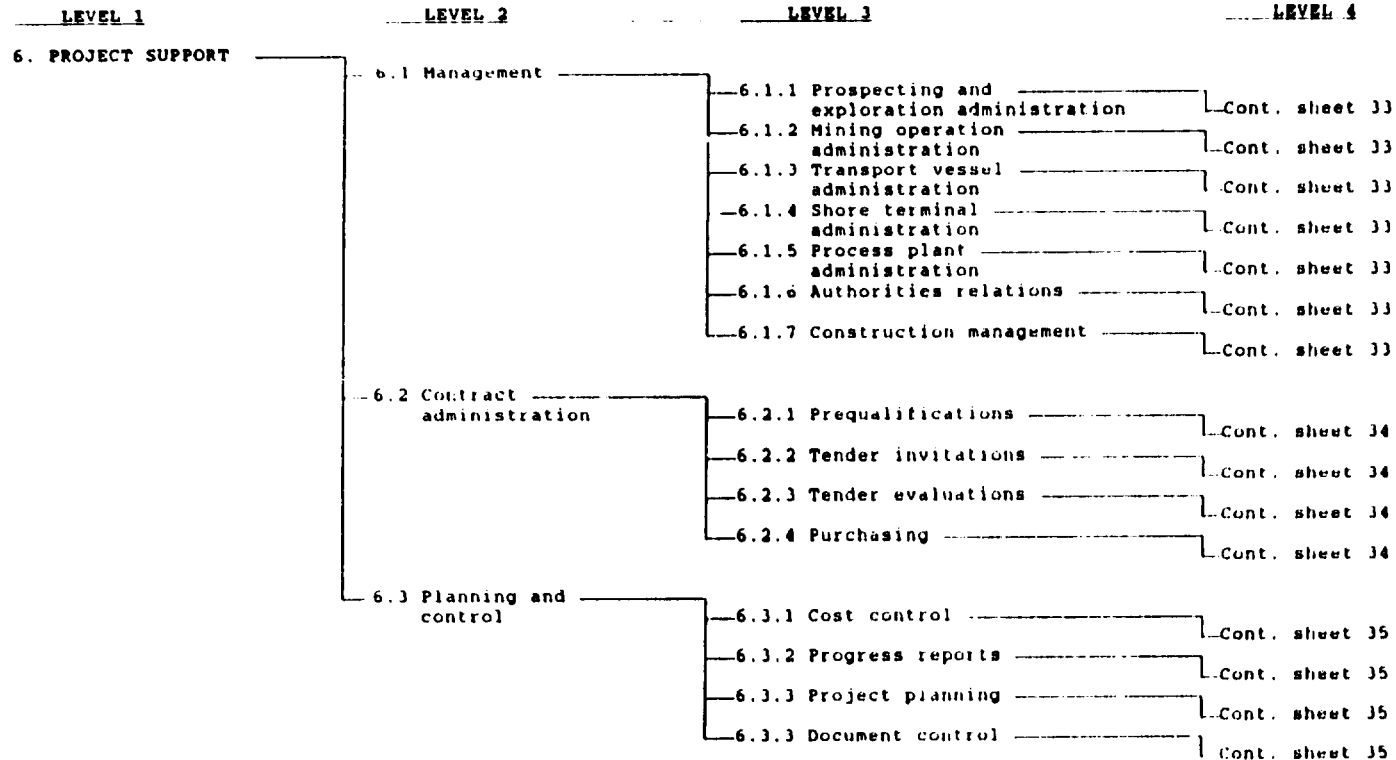 LEVEL 1 LEVEL 2 LEVEL 3 LEVEL 4
6. PROJECT SUPPORT
6.1 Management
6.1.1 Prospecting and
exploration administration
Cont. sheet 33
6.1.2 Mining operation
administration
Cont. sheet 33
6.1.3 Transport vessel
administration
Cont. sheet 33
6.1.4 Shore terminal
administration
Cont. sheet 33
6.1.5 Process plant
administration
Cont. sheet 33
6.1.6 Authorities relations
Cont. sheet 33
6.1.7 Construction management
Cont. sheet 33
6.2 Contract
administration
6.2.1 Prequalifications
Cont. sheet 34
6.2.2 Tender invitations
Cont. sheet 34
6.2.3 Tender evaluations
Cont. sheet 34
6.2.4 Purchasing
Cont. sheet 34
6.3 Planning and
control
6.3.1 Cost control
Cont. sheet 35
6.3.2 Progress reports
Cont. sheet 35
6.3.3 Project planning
Cont. sheet 35
6.3.3 Document control
Cont. sheet 35